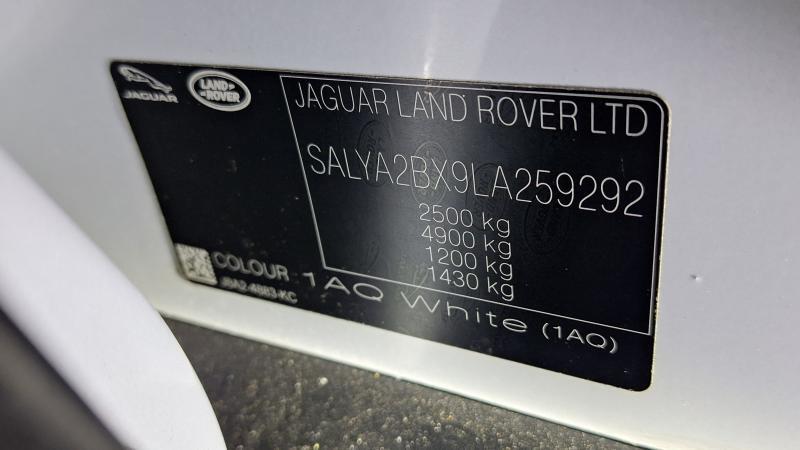 JAGUAR
LAND
ROVER
JAGUAR LAND ROVER LTD
SALYA2BX9LA259292
2500 kg
4900 kg
1200 kg
1430 kg
COLOUR 1AQ White (1AQ)
JBA2-4883-KC